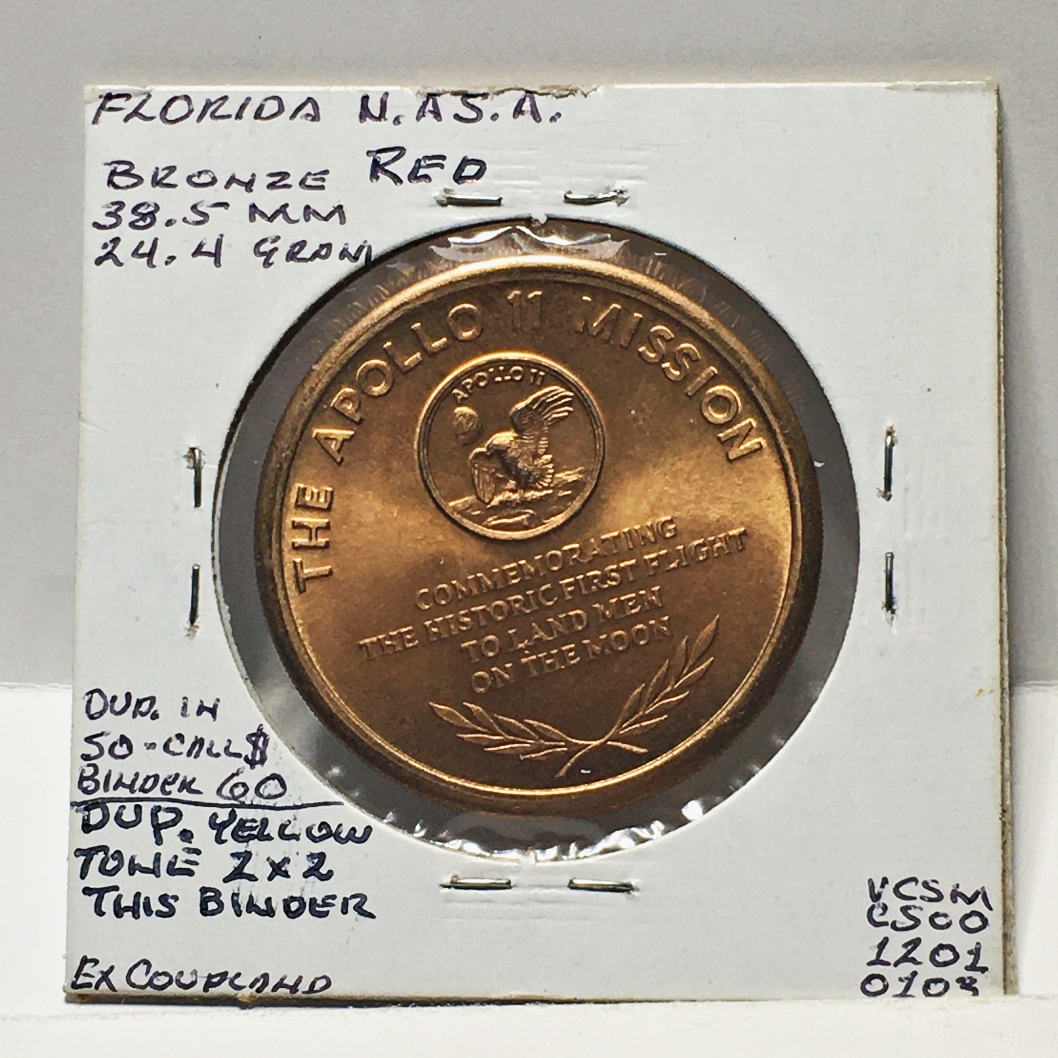 FLORIDA N.A.S.A.
BRONZE RED
38.5 MM
24.4 GRAM
THE APOLLO 11 MISSION
APOLLO 11
COMMEMORATING
THE HISTORIC FIRST FLIGHT
TO LAND MEN
ON THE MOON
DUP. IN
50-CALL$
BINDER 60
DUP. YELLOW
TONE 2x2
THIS BINDER
EX COUPLAND
VCSM
C500
1201
0103